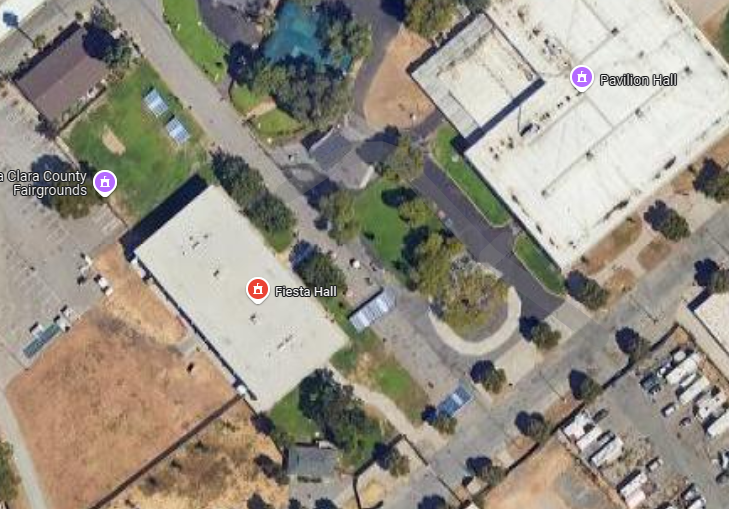 Pavilion Hall
a Clara County
Fairgrounds
Fiesta Hall